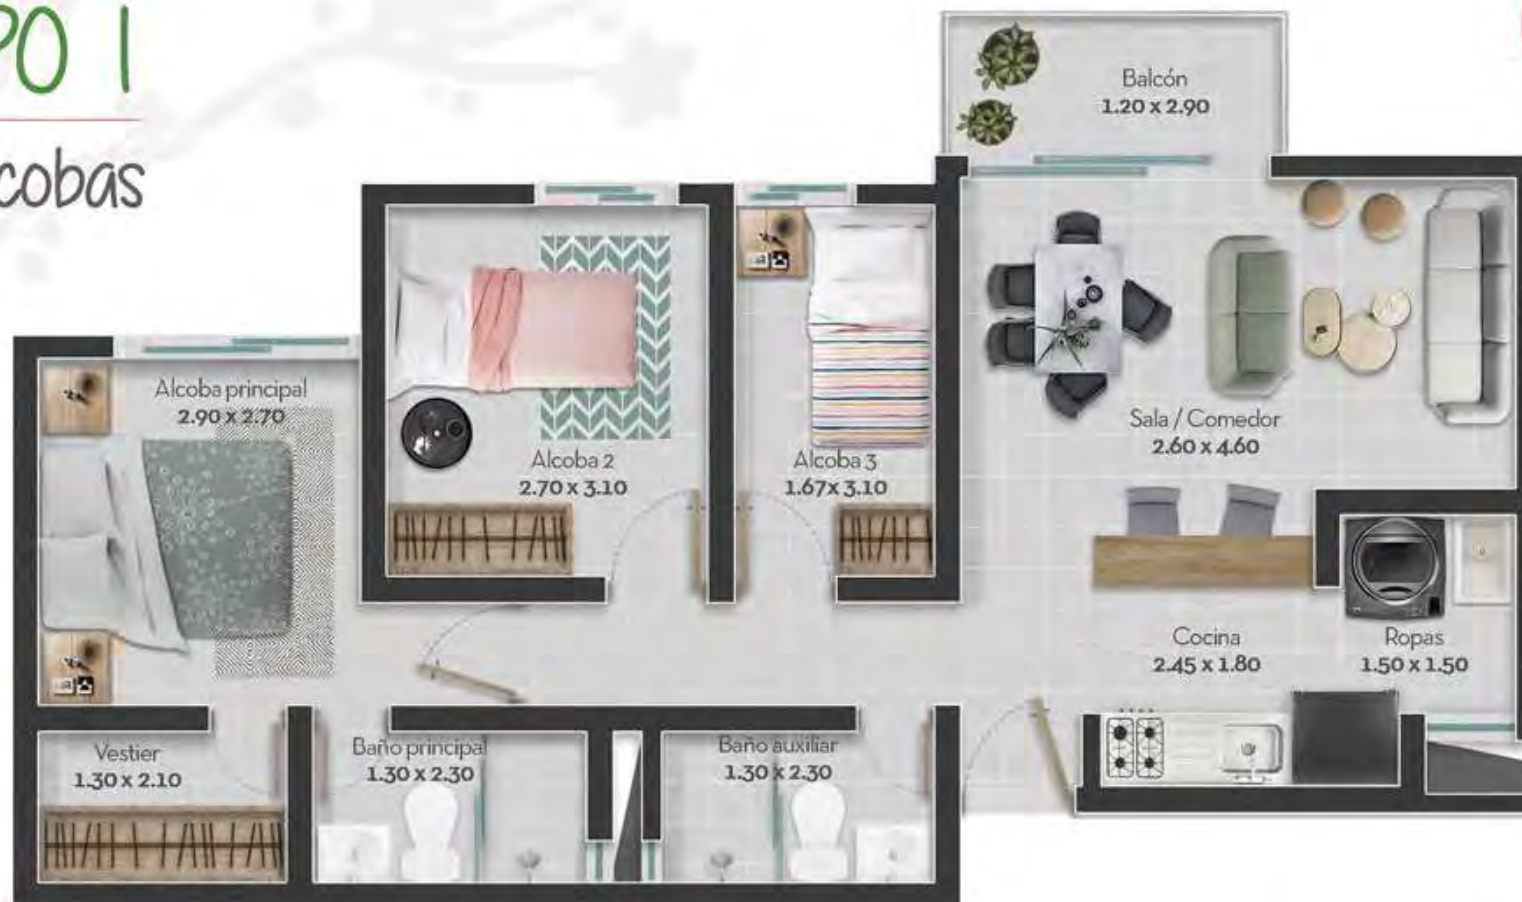 PO 1
cobas
Balcón
1.20 x 2.90
Alcoba principal
2.90 x 2.70
Alcoba 2
2.70 x 3.10
Alcoba 3
1.67x 3.10
Sala / Comedor
2.60 x 4.60
Cocina
2.45 x 1.80
Ropas
1.50 x 1.50
Vestier
1.30 x 2.10
Baño principal
1.30 x 2.30
Baño auxiliar
1.30 x 2.30